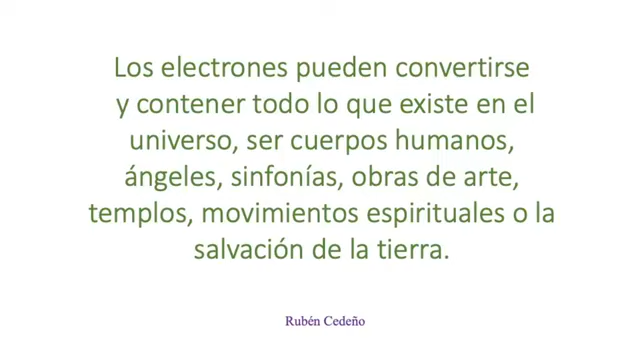 Los electrones pueden convertirse
y contener todo lo que existe en el
universo, ser cuerpos humanos,
ángeles, sinfonías, obras de arte,
templos, movimientos espirituales o la
salvación de la tierra.
Rubén Cedeño